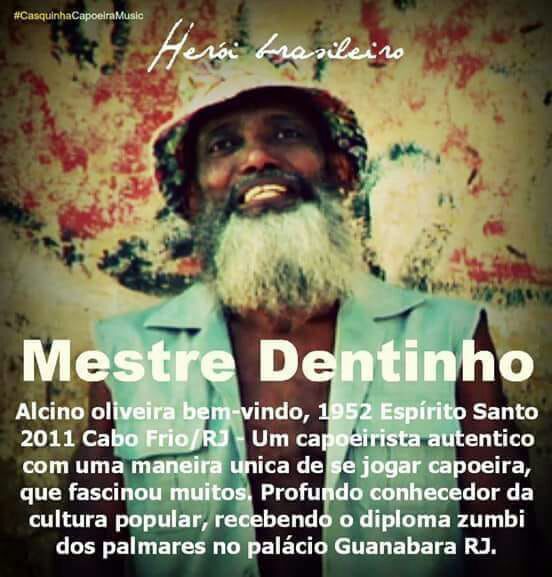 #CasquinhaCapoeiraMusic
Herói brasileiro
Mestre Dentinho
Alcino oliveira bem-vindo, 1952 Espírito Santo
2011 Cabo Frio/RJ - Um capoeirista autentico
com uma maneira unica de se jogar capoeira,
que fascinou muitos. Profundo conhecedor da
cultura popular, recebendo o diploma zumbi
dos palmares no palácio Guanabara RJ.